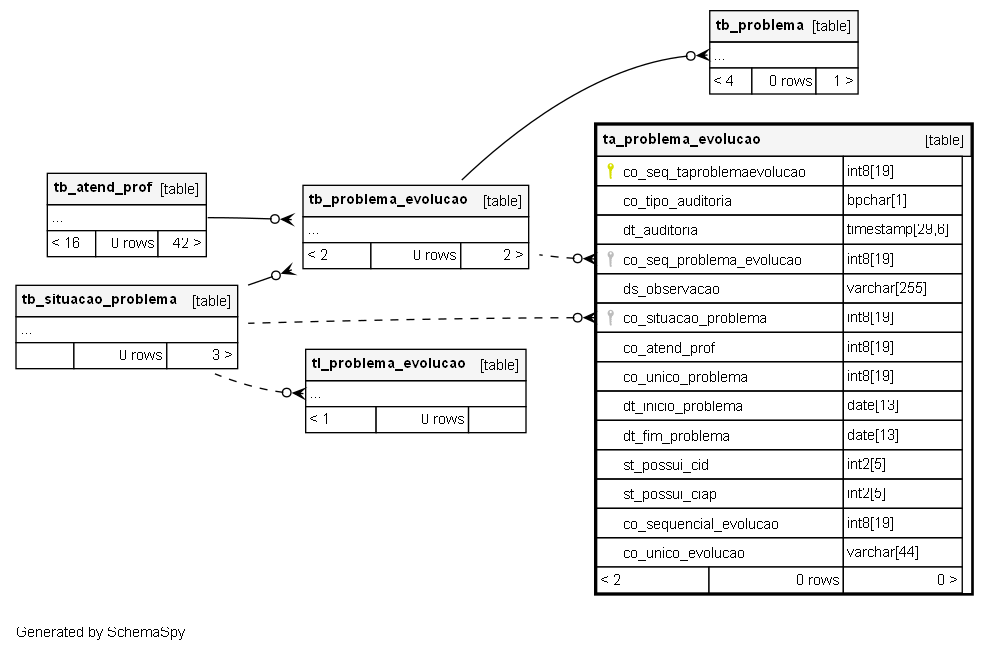 tb_problema [table]
...
< 4 0 rows 1 >
ta_problema_evolucao [table]
co_seq_taproblemaevolucao int8[19]
co_tipo_auditoria bpchar[1]
dt_auditoria timestamp[29,6]
co_seq_problema_evolucao int8[19]
ds_observacao varchar[255]
co_situacao_problema int8[19]
co_atend_prof int8[19]
co_unico_problema int8[19]
dt_inicio_problema date[13]
dt_fim_problema date[13]
st_possui_cid int2[5]
st_possui_ciap int2[5]
co_sequencial_evolucao int8[19]
co_unico_evolucao varchar[44]
< 2 0 rows 0 >
tb_atend_prof [table]
...
< 16 0 rows 42 >
tb_problema_evolucao [table]
...
< 2 0 rows 2 >
tb_situacao_problema [table]
...
0 rows 3 >
tl_problema_evolucao [table]
...
< 1 0 rows
Generated by SchemaSpy